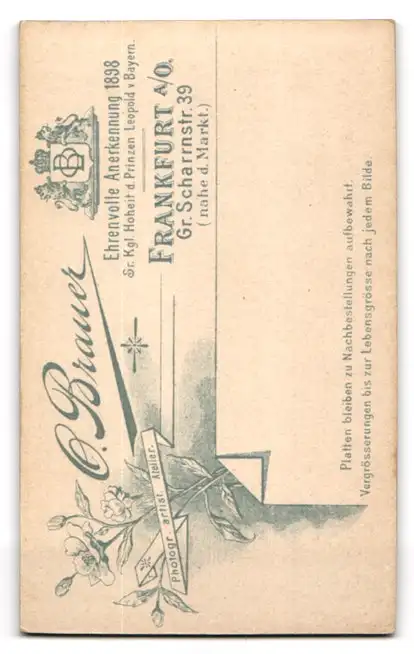 OB
O. Brauer
Photogr. artist. Atelier.
Ehrenvolle Anerkennung 1898
Sr. Kgl. Hoheit d. Prinzen Leopold v Bayern.
FRANKFURT A/O.
Gr. Scharrnstr. 39
(nahe d. Markt.)
Platten bleiben zu Nachbestellungen aufbewahrt.
Vergrösserungen bis zur Lebensgrösse nach jedem Bilde